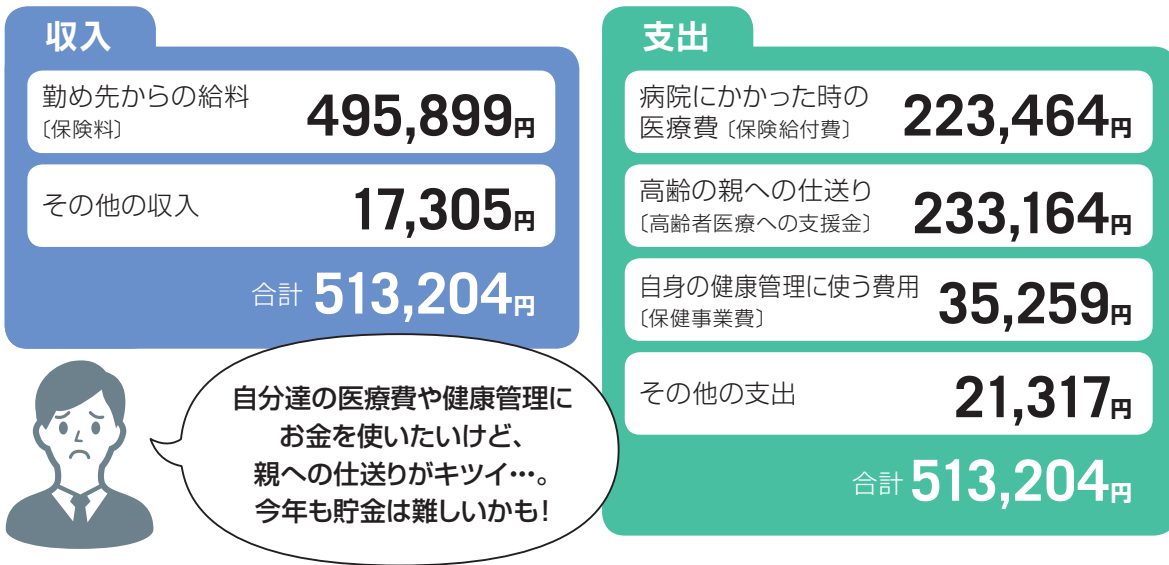 収入
勤め先からの給料
〔保険料〕
495,899円
その他の収入
17,305円
合計 513,204円
支出
病院にかかった時の
医療費〔保険給付費〕
223,464円
高齢の親への仕送り
〔高齢者医療への支援金〕
233,164円
自身の健康管理に使う費用
〔保健事業費〕
35,259円
その他の支出
21,317円
合計 513,204円
自分達の医療費や健康管理に
お金を使いたいけど、
親への仕送りがキツイ…。
今年も貯金は難しいかも!